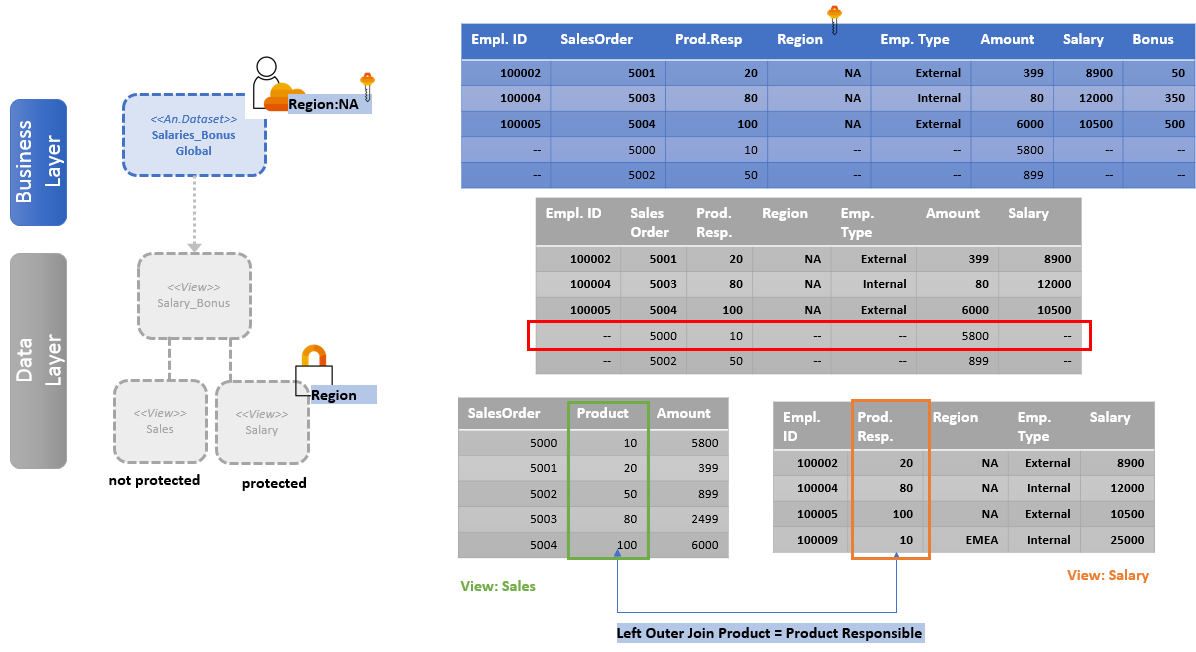 Business
Layer
<<An.Dataset>>
Salaries_Bonus
Global
Region:NA
Data
Layer
<<View>>
Salary_Bonus
<<View>>
Sales
<<View>>
Salary
Region
not protected
protected
Empl. ID SalesOrder Prod.Resp Region Emp. Type Amount Salary Bonus
100002 5001 20 NA External 399 8900 50
100004 5003 80 NA Internal 80 12000 350
100005 5004 100 NA External 6000 10500 500
-- 5000 10 -- -- 5800 -- --
-- 5002 50 -- -- 899 -- --
Empl. ID Sales Prod. Region Emp. Amount Salary
Order Resp. Type
100002 5001 20 NA External 399 8900
100004 5003 80 NA Internal 80 12000
100005 5004 100 NA External 6000 10500
-- 5000 10 -- -- 5800 --
-- 5002 50 -- -- 899 --
SalesOrder Product Amount
5000 10 5800
5001 20 399
5002 50 899
5003 80 2499
5004 100 6000
View: Sales
Empl. Prod. Region Emp. Salary
ID Resp. Type
100002 20 NA External 8900
100004 80 NA Internal 12000
100005 100 NA External 10500
100009 10 EMEA Internal 25000
View: Salary
Left Outer Join Product = Product Responsible